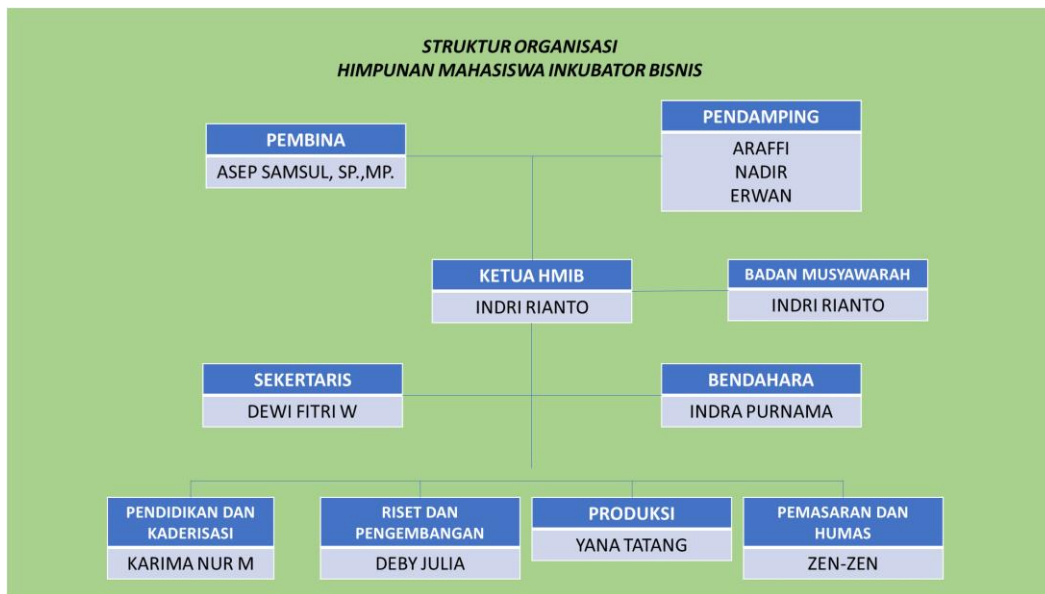 STRUKTUR ORGANISASI
HIMPUNAN MAHASISWA INKUBATOR BISNIS
PEMBINA
ASEP SAMSUL, SP.,MP.
PENDAMPING
ARAFFI
NADIR
ERWAN
KETUA HMIB
INDRI RIANTO
BADAN MUSYAWARAH
INDRI RIANTO
SEKERTARIS
DEWI FITRI W
BENDAHARA
INDRA PURNAMA
PENDIDIKAN DAN
KADERISASI
KARIMA NUR M
RISET DAN
PENGEMBANGAN
DEBY JULIA
PRODUKSI
YANA TATANG
PEMASARAN DAN
HUMAS
ZEN-ZEN